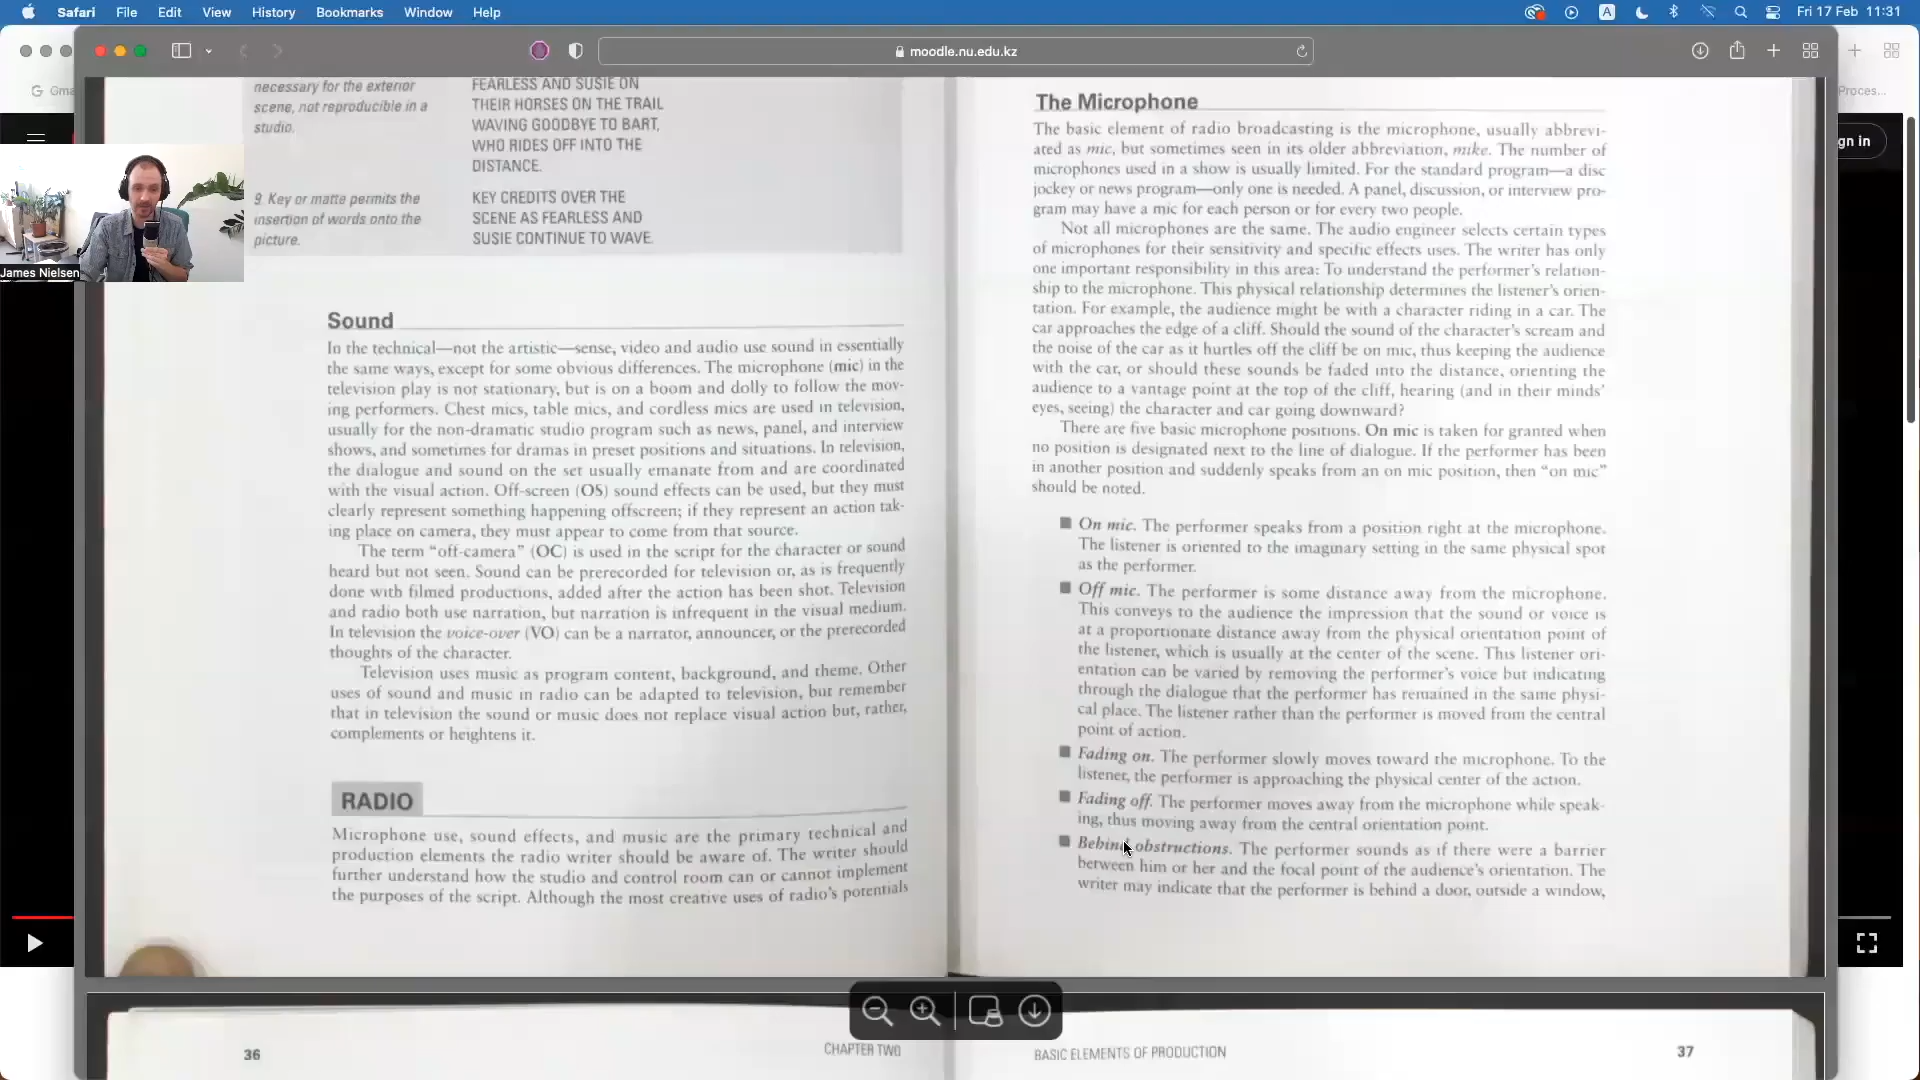 Safari File Edit View History Bookmarks Window Help
A
Fri 17 Feb 11:31
moodle.nu.edu.kz
G Gma
Proces...
gn in
James Nielsen
necessary for the exterior
scene, not reproducible in a
studio.
9. Key or matte permits the
insertion of words onto the
picture.
FEARLESS AND SUSIE ON
THEIR HORSES ON THE TRAIL
WAVING GOODBYE TO BART,
WHO RIDES OFF INTO THE
DISTANCE.
KEY CREDITS OVER THE
SCENE AS FEARLESS AND
SUSIE CONTINUE TO WAVE.
Sound
In the technical—not the artistic—sense, video and audio use sound in essentially
the same ways, except for some obvious differences. The microphone (mic) in the
television play is not stationary, but is on a boom and dolly to follow the mov-
ing performers. Chest mics, table mics, and cordless mics are used in television,
usually for the non-dramatic studio program such as news, panel, and interview
shows, and sometimes for dramas in preset positions and situations. In television,
the dialogue and sound on the set usually emanate from and are coordinated
with the visual action. Off-screen (OS) sound effects can be used, but they must
clearly represent something happening offscreen; if they represent an action tak-
ing place on camera, they must appear to come from that source.
The term “off-camera” (OC) is used in the script for the character or sound
heard but not seen. Sound can be prerecorded for television or, as is frequently
done with filmed productions, added after the action has been shot. Television
and radio both use narration, but narration is infrequent in the visual medium.
In television the voice-over (VO) can be a narrator, announcer, or the prerecorded
thoughts of the character.
Television uses music as program content, background, and theme. Other
uses of sound and music in radio can be adapted to television, but remember
that in television the sound or music does not replace visual action but, rather,
complements or heightens it.
RADIO
Microphone use, sound effects, and music are the primary technical and
production elements the radio writer should be aware of. The writer should
further understand how the studio and control room can or cannot implement
the purposes of the script. Although the most creative uses of radio's potentials
The Microphone
The basic element of radio broadcasting is the microphone, usually abbrevi-
ated as mic, but sometimes seen in its older abbreviation, mike. The number of
microphones used in a show is usually limited. For the standard program—a disc
jockey or news program—only one is needed. A panel, discussion, or interview pro-
gram may have a mic for each person or for every two people.
Not all microphones are the same. The audio engineer selects certain types
of microphones for their sensitivity and specific effects uses. The writer has only
one important responsibility in this area: To understand the performer's relation-
ship to the microphone. This physical relationship determines the listener's orien-
tation. For example, the audience might be with a character riding in a car. The
car approaches the edge of a cliff. Should the sound of the character's scream and
the noise of the car as it hurtles off the cliff be on mic, thus keeping the audience
with the car, or should these sounds be faded into the distance, orienting the
audience to a vantage point at the top of the cliff, hearing (and in their minds'
eyes, seeing) the character and car going downward?
There are five basic microphone positions. On mic is taken for granted when
no position is designated next to the line of dialogue. If the performer has been
in another position and suddenly speaks from an on mic position, then “on mic”
should be noted.
■ On mic. The performer speaks from a position right at the microphone.
The listener is oriented to the imaginary setting in the same physical spot
as the performer.
■ Off mic. The performer is some distance away from the microphone.
This conveys to the audience the impression that the sound or voice is
at a proportionate distance away from the physical orientation point of
the listener, which is usually at the center of the scene. This listener ori-
entation can be varied by removing the performer's voice but indicating
through the dialogue that the performer has remained in the same physi-
cal place. The listener rather than the performer is moved from the central
point of action.
■ Fading on. The performer slowly moves toward the microphone. To the
listener, the performer is approaching the physical center of the action.
■ Fading off. The performer moves away from the microphone while speak-
ing, thus moving away from the central orientation point.
■ Behind obstructions. The performer sounds as if there were a barrier
between him or her and the focal point of the audience's orientation. The
writer may indicate that the performer is behind a door, outside a window,
36 CHAPTER TWO
BASIC ELEMENTS OF PRODUCTION 37